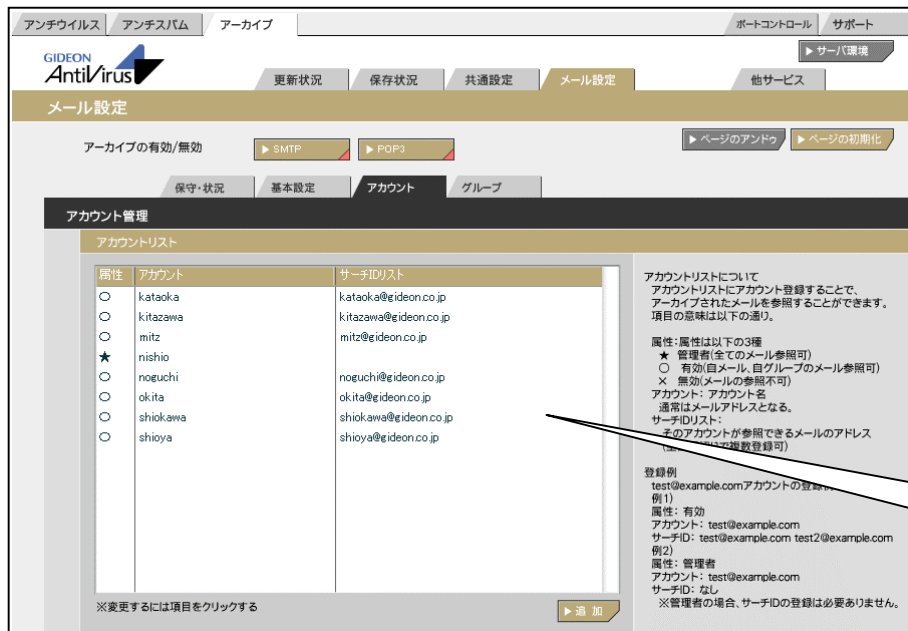 アンチウイルス アンチスパム アーカイブ ポートコントロール サポート
GIDEON
AntiVirus
▶ サーバ環境
更新状況 保存状況 共通設定 メール設定 他サービス
メール設定
アーカイブの有効/無効 ▶ SMTP ▶ POP3 ▶ ページのアンドゥ ▶ ページの初期化
保守・状況 基本設定 アカウント グループ
アカウント管理
アカウントリスト
属性 アカウント サーチIDリスト
○ kataoka kataoka@gideon.co.jp
○ kitazawa kitazawa@gideon.co.jp
○ mitz mitz@gideon.co.jp
★ nishio
○ noguchi noguchi@gideon.co.jp
○ okita okita@gideon.co.jp
○ shiokawa shiokawa@gideon.co.jp
○ shioya shioya@gideon.co.jp
※変更するには項目をクリックする
▶ 追 加
アカウントリストについて
アカウントリストにアカウント登録することで、
アーカイブされたメールを参照することができます。
項目の意味は以下の通り。
属性:属性は以下の3種
★ 管理者(全てのメール参照可)
○ 有効(自メール、自グループのメール参照可)
× 無効(メールの参照不可)
アカウント: アカウント名
通常はメールアドレスとなる。
サーチIDリスト:
そのアカウントが参照できるメールのアドレス
で複数登録可)
登録例
test@example.comアカウントの登録
例1)
属性: 有効
アカウント: test@example.com
サーチID: test@example.com test2@example.com
例2)
属性: 管理者
アカウント: test@example.com
サーチID: なし
※管理者の場合、サーチIDの登録は必要ありません。